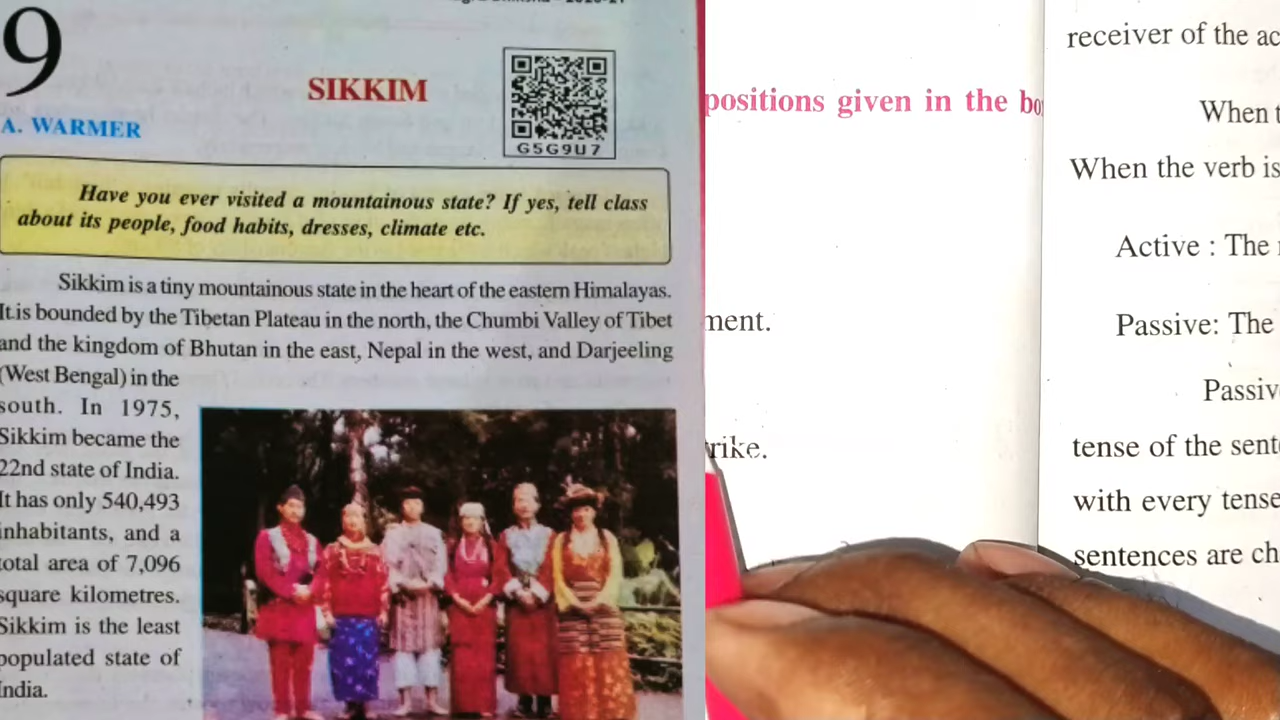 9
SIKKIM
G5G9U7
A. WARMER
Have you ever visited a mountainous state? If yes, tell class
about its people, food habits, dresses, climate etc.
Sikkim is a tiny mountainous state in the heart of the eastern Himalayas.
It is bounded by the Tibetan Plateau in the north, the Chumbi Valley of Tibet
and the kingdom of Bhutan in the east, Nepal in the west, and Darjeeling
(West Bengal) in the
south. In 1975,
Sikkim became the
22nd state of India.
It has only 540,493
inhabitants, and a
total area of 7,096
square kilometres.
Sikkim is the least
populated state of
India.
positions given in the
ment.
rike.
receiver of the
When
When the verb is
Active : The
Passive: The
tense of the
with every tense
sentences are